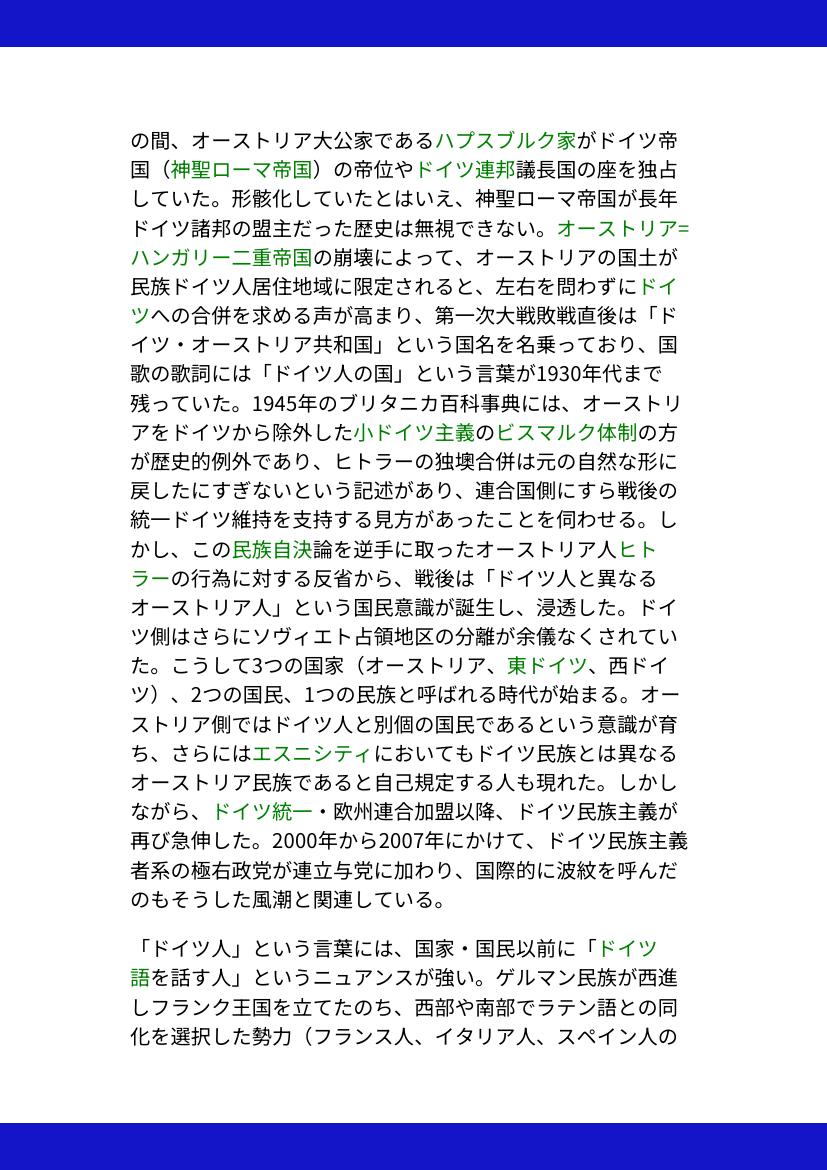 の間、オーストリア大公家であるハプスブルク家がドイツ帝
国（神聖ローマ帝国）の帝位やドイツ連邦議長国の座を独占
していた。形骸化していたとはいえ、神聖ローマ帝国が長年
ドイツ諸邦の盟主だった歴史は無視できない。オーストリア=
ハンガリー二重帝国の崩壊によって、オーストリアの国土が
民族ドイツ人居住地域に限定されると、左右を問わずにドイ
ツへの合併を求める声が高まり、第一次大戦敗戦直後は「ド
イツ・オーストリア共和国」という国名を名乗っており、国
歌の歌詞には「ドイツ人の国」という言葉が1930年代まで
残っていた。1945年のブリタニカ百科事典には、オーストリ
アをドイツから除外した小ドイツ主義のビスマルク体制の方
が歴史的例外であり、ヒトラーの独墺合併は元の自然な形に
戻したにすぎないという記述があり、連合国側にすら戦後の
統一ドイツ維持を支持する見方があったことを伺わせる。し
かし、この民族自決論を逆手に取ったオーストリア人ヒト
ラーの行為に対する反省から、戦後は「ドイツ人と異なる
オーストリア人」という国民意識が誕生し、浸透した。ドイ
ツ側はさらにソヴィエト占領地区の分離が余儀なくされてい
た。こうして3つの国家（オーストリア、東ドイツ、西ドイ
ツ）、2つの国民、1つの民族と呼ばれる時代が始まる。オー
ストリア側ではドイツ人と別個の国民であるという意識が育
ち、さらにはエスニシティにおいてもドイツ民族とは異なる
オーストリア民族であると自己規定する人も現れた。しかし
ながら、ドイツ統一・欧州連合加盟以降、ドイツ民族主義が
再び急伸した。2000年から2007年にかけて、ドイツ民族主義
者系の極右政党が連立与党に加わり、国際的に波紋を呼んだ
のもそうした風潮と関連している。
「ドイツ人」という言葉には、国家・国民以前に「ドイツ
語を話す人」というニュアンスが強い。ゲルマン民族が西進
しフランク王国を立てたのち、西部や南部でラテン語との同
化を選択した勢力（フランス人、イタリア人、スペイン人の